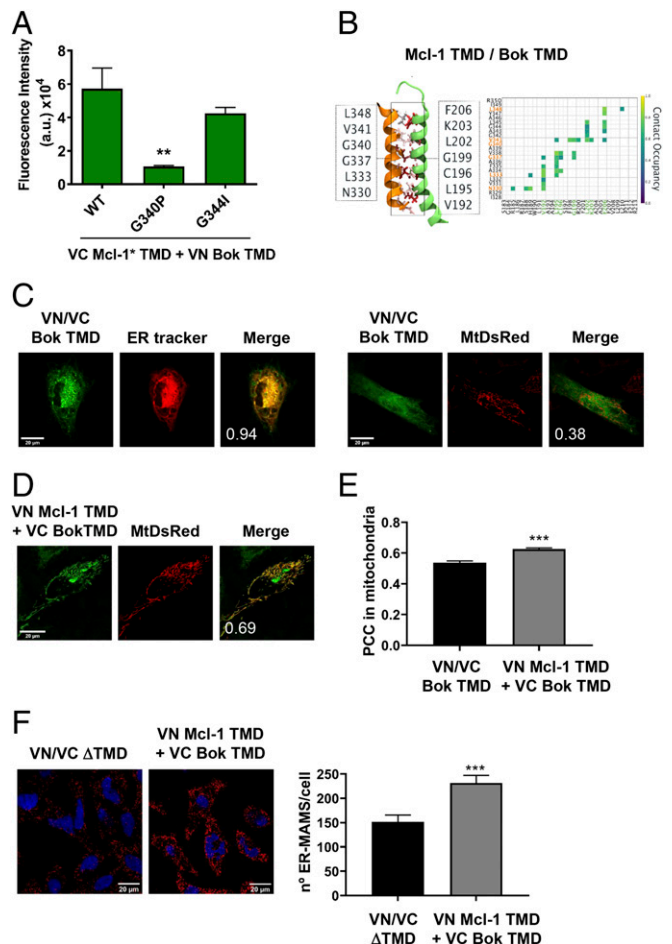 A
Fluorescence Intensity
(a.u.) x10⁴
8
6
4
2
0
**
WT
G340P
G344I
VC Mcl-1* TMD + VN Bok TMD
B
Mcl-1 TMD / Bok TMD
L348
V341
G340
G337
L333
N330
F206
K203
L202
G199
C196
L195
V192
Contact Occupancy
C
VN/VC
Bok TMD
ER tracker
Merge
20 µm
0.94
VN/VC
Bok TMD
MtDsRed
Merge
20 µm
0.38
D
VN Mcl-1 TMD
+ VC BokTMD
MtDsRed
Merge
20 µm
0.69
E
PCC in mitochondria
0.8
0.6
0.4
0.2
0.0
***
VN/VC
Bok TMD
VN Mcl-1 TMD
+ VC Bok TMD
F
VN/VC ΔTMD
VN Mcl-1 TMD
+ VC Bok TMD
20 µm
20 µm
nº ER-MAMS/cell
250
200
150
100
50
0
***
VN/VC
ΔTMD
VN Mcl-1 TMD
+ VC Bok TMD